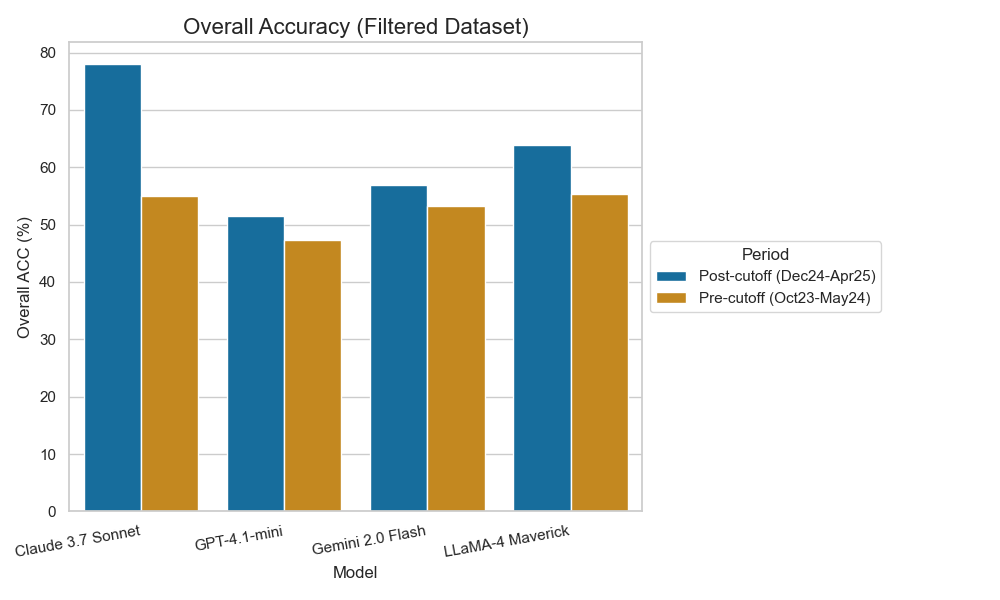 Overall Accuracy (Filtered Dataset)
Overall ACC (%)
80
70
60
50
40
30
20
10
0
Claude 3.7 Sonnet
GPT-4.1-mini
Gemini 2.0 Flash
LLaMA-4 Maverick
Model
Period
Post-cutoff (Dec24-Apr25)
Pre-cutoff (Oct23-May24)